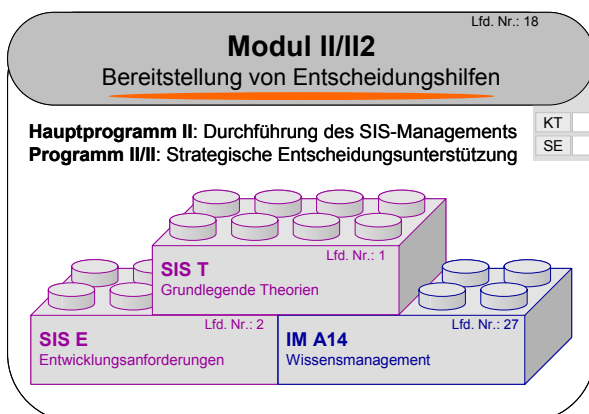 Lfd. Nr.: 18
Modul II/II2
Bereitstellung von Entscheidungshilfen
Hauptprogramm II: Durchführung des SIS-Managements
Programm II/II: Strategische Entscheidungsunterstützung
KT
SE
Lfd. Nr.: 1
SIS T
Grundlegende Theorien
Lfd. Nr.: 2
SIS E
Entwicklungsanforderungen
Lfd. Nr.: 27
IM A14
Wissensmanagement